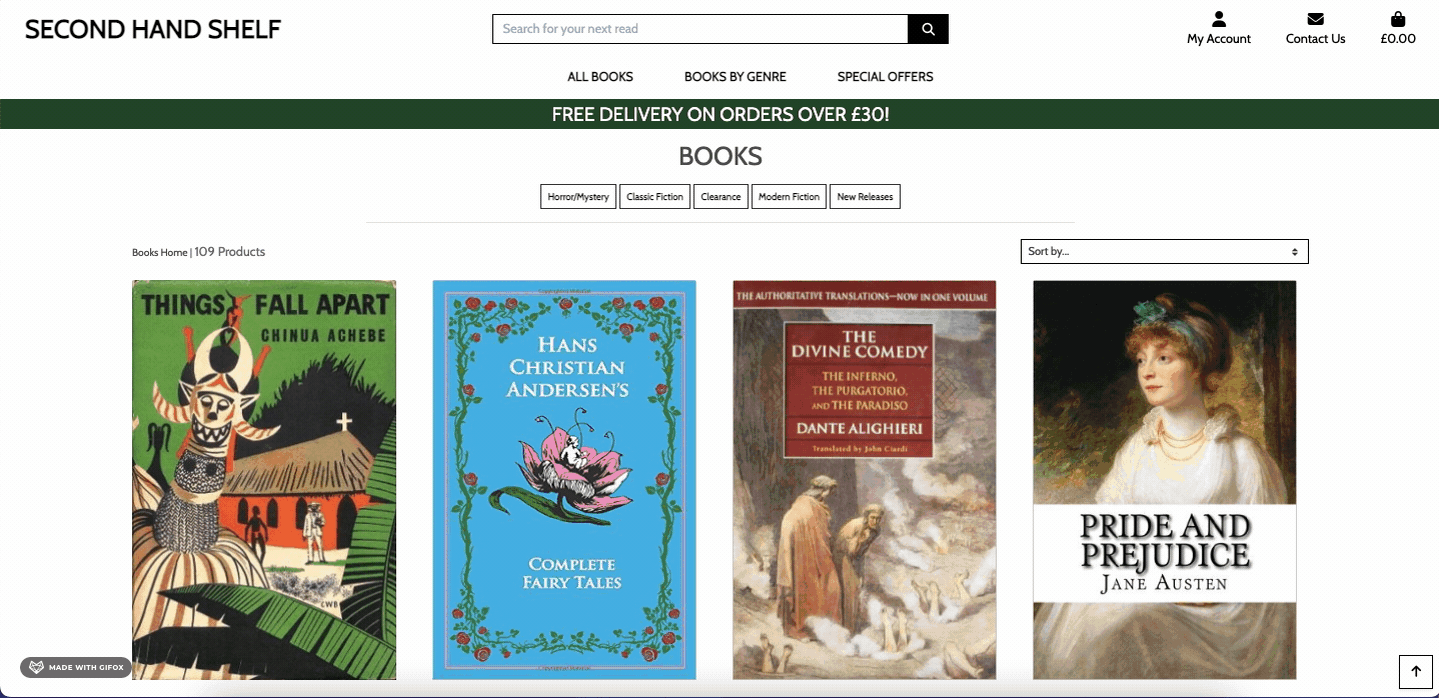 SECOND HAND SHELF
Search for your next read
My Account
Contact Us
£0.00
ALL BOOKS
BOOKS BY GENRE
SPECIAL OFFERS
FREE DELIVERY ON ORDERS OVER £30!
BOOKS
Horror/Mystery
Classic Fiction
Clearance
Modern Fiction
New Releases
Books Home | 109 Products
Sort by...
THINGS FALL APART
CHINUA ACHEBE
CWB
HANS
CHRISTIAN
ANDERSEN'S
COMPLETE
FAIRY TALES
THE AUTHORITATIVE TRANSLATIONS—NOW IN ONE VOLUME
THE
DIVINE COMEDY
THE INFERNO,
THE PURGATORIO,
AND THE PARADISO
DANTE ALIGHIERI
Translated by John Ciardi
PRIDE AND
PREJUDICE
JANE AUSTEN
MADE WITH GIFOX